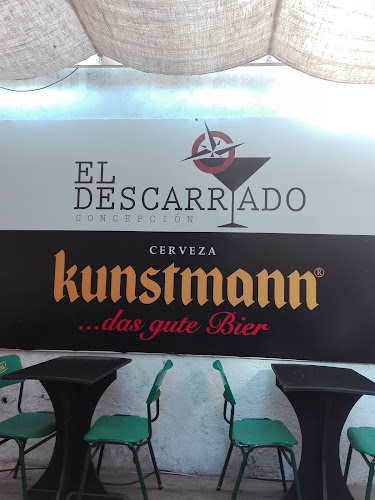 EL
DESCARRIADO
CONCEPCIÓN
CERVEZA
kunstmann®
...das gute Bier